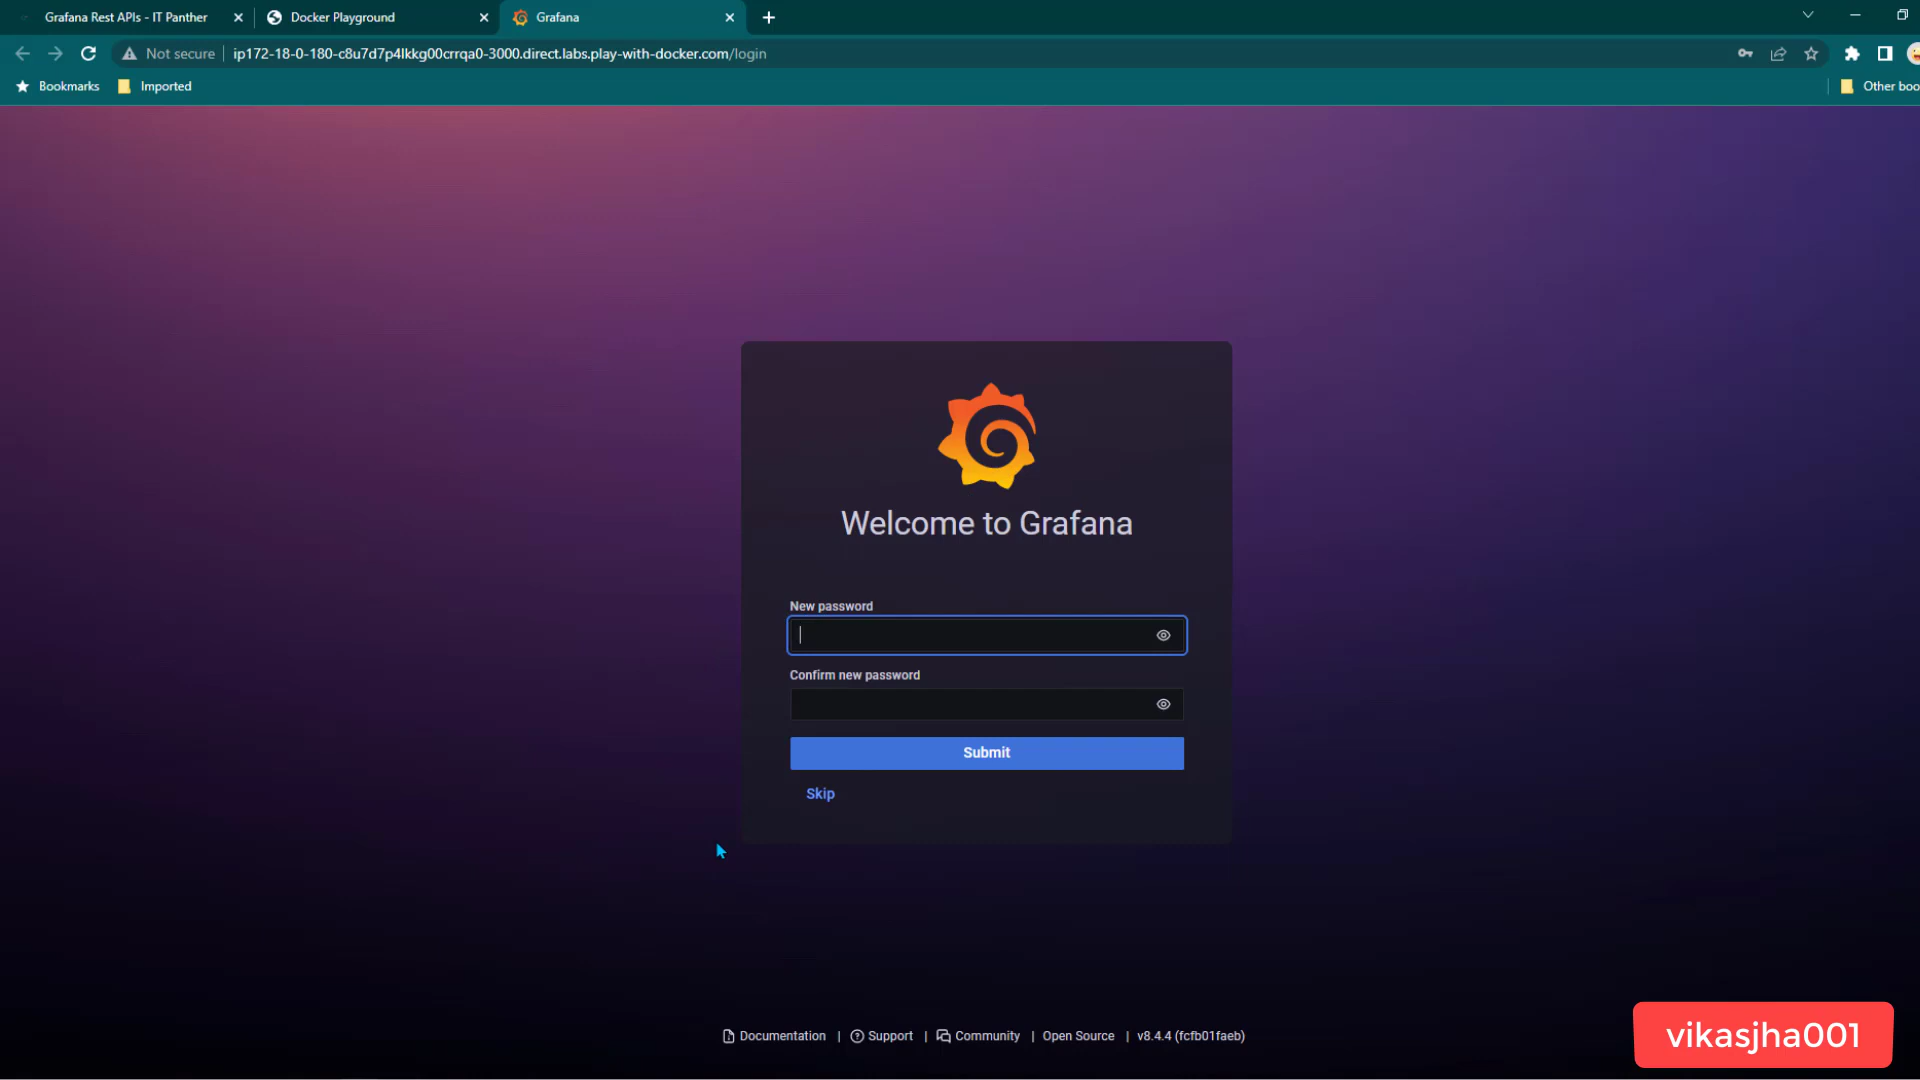 Grafana Rest APIs - IT Panther
Docker Playground
Grafana
Not secure
ip172-18-0-180-c8u7d7p4lkkg00crrqa0-3000.direct.labs.play-with-docker.com/login
Bookmarks
Imported
Other boo
Welcome to Grafana
New password
Confirm new password
Submit
Skip
Documentation | Support | Community | Open Source | v8.4.4 (fcfb01faeb)
vikasjha001